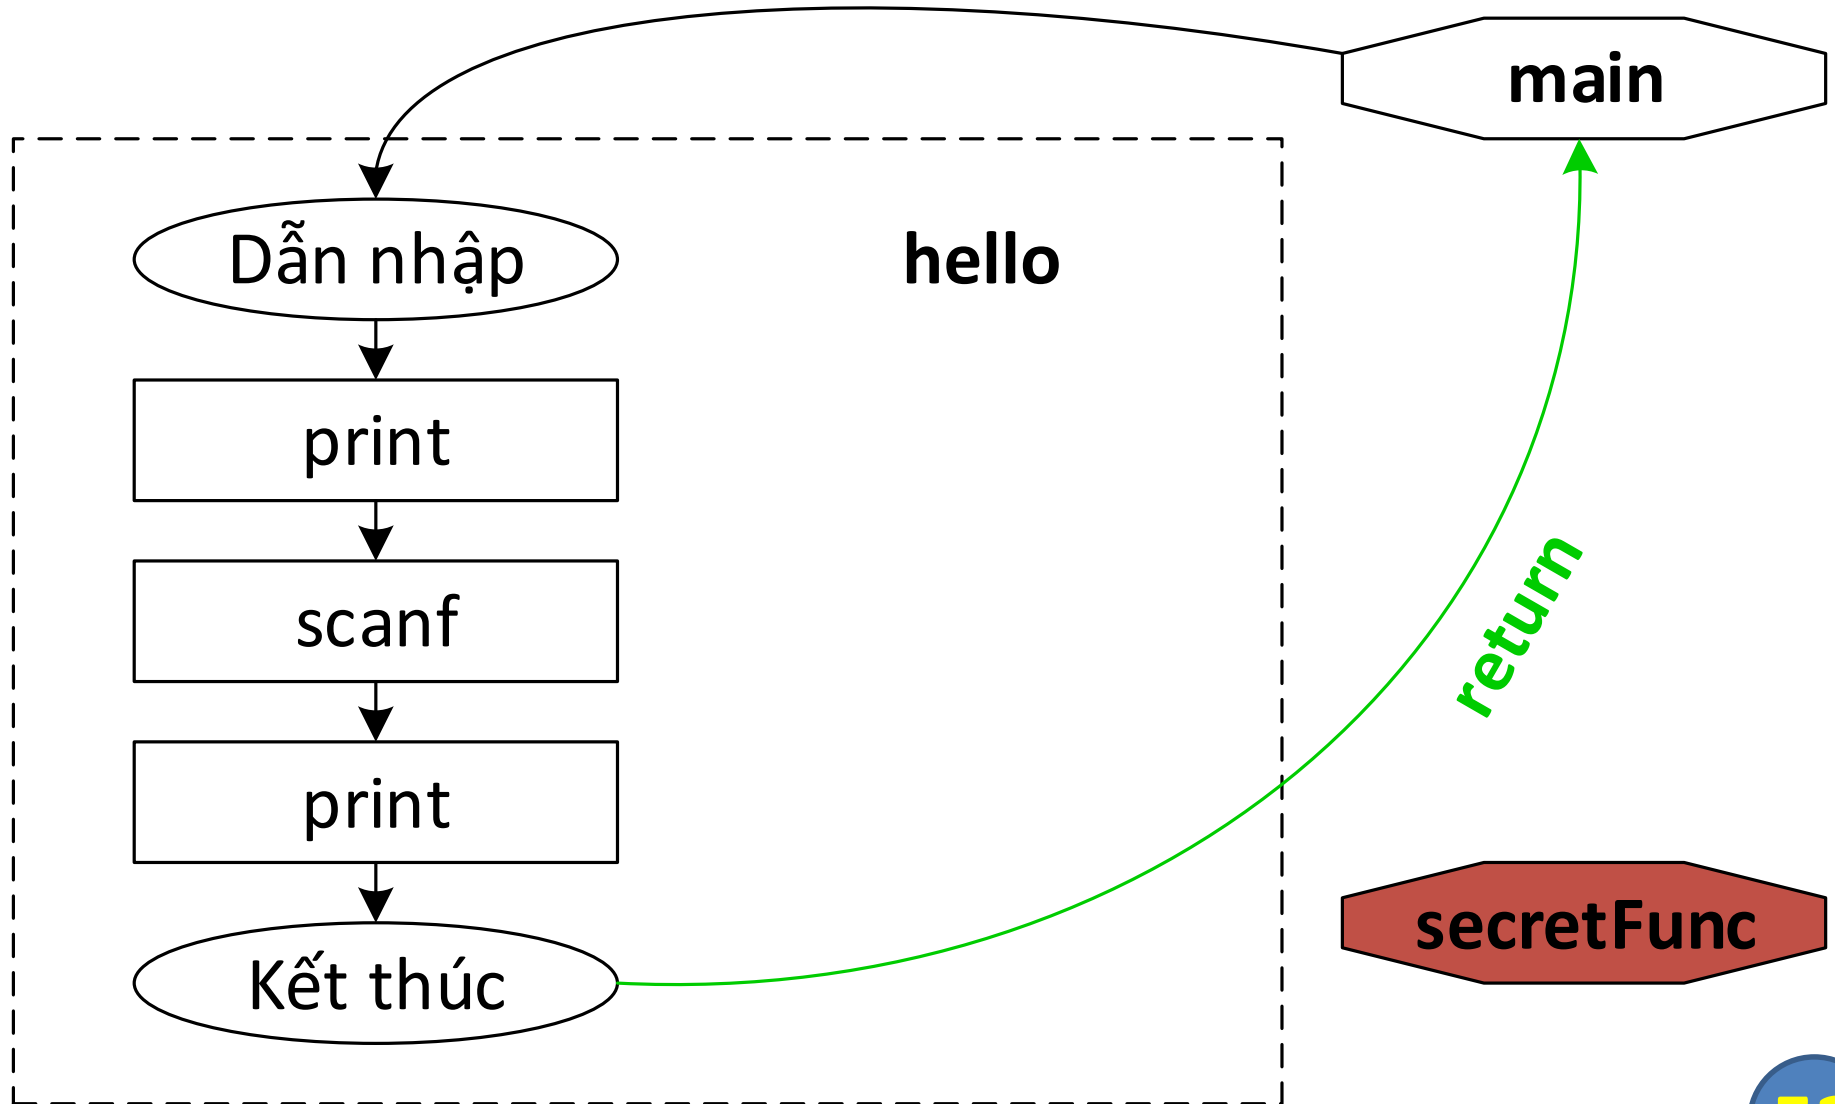 main
Dẫn nhập
hello
print
scanf
return
print
secretFunc
Kết thúc